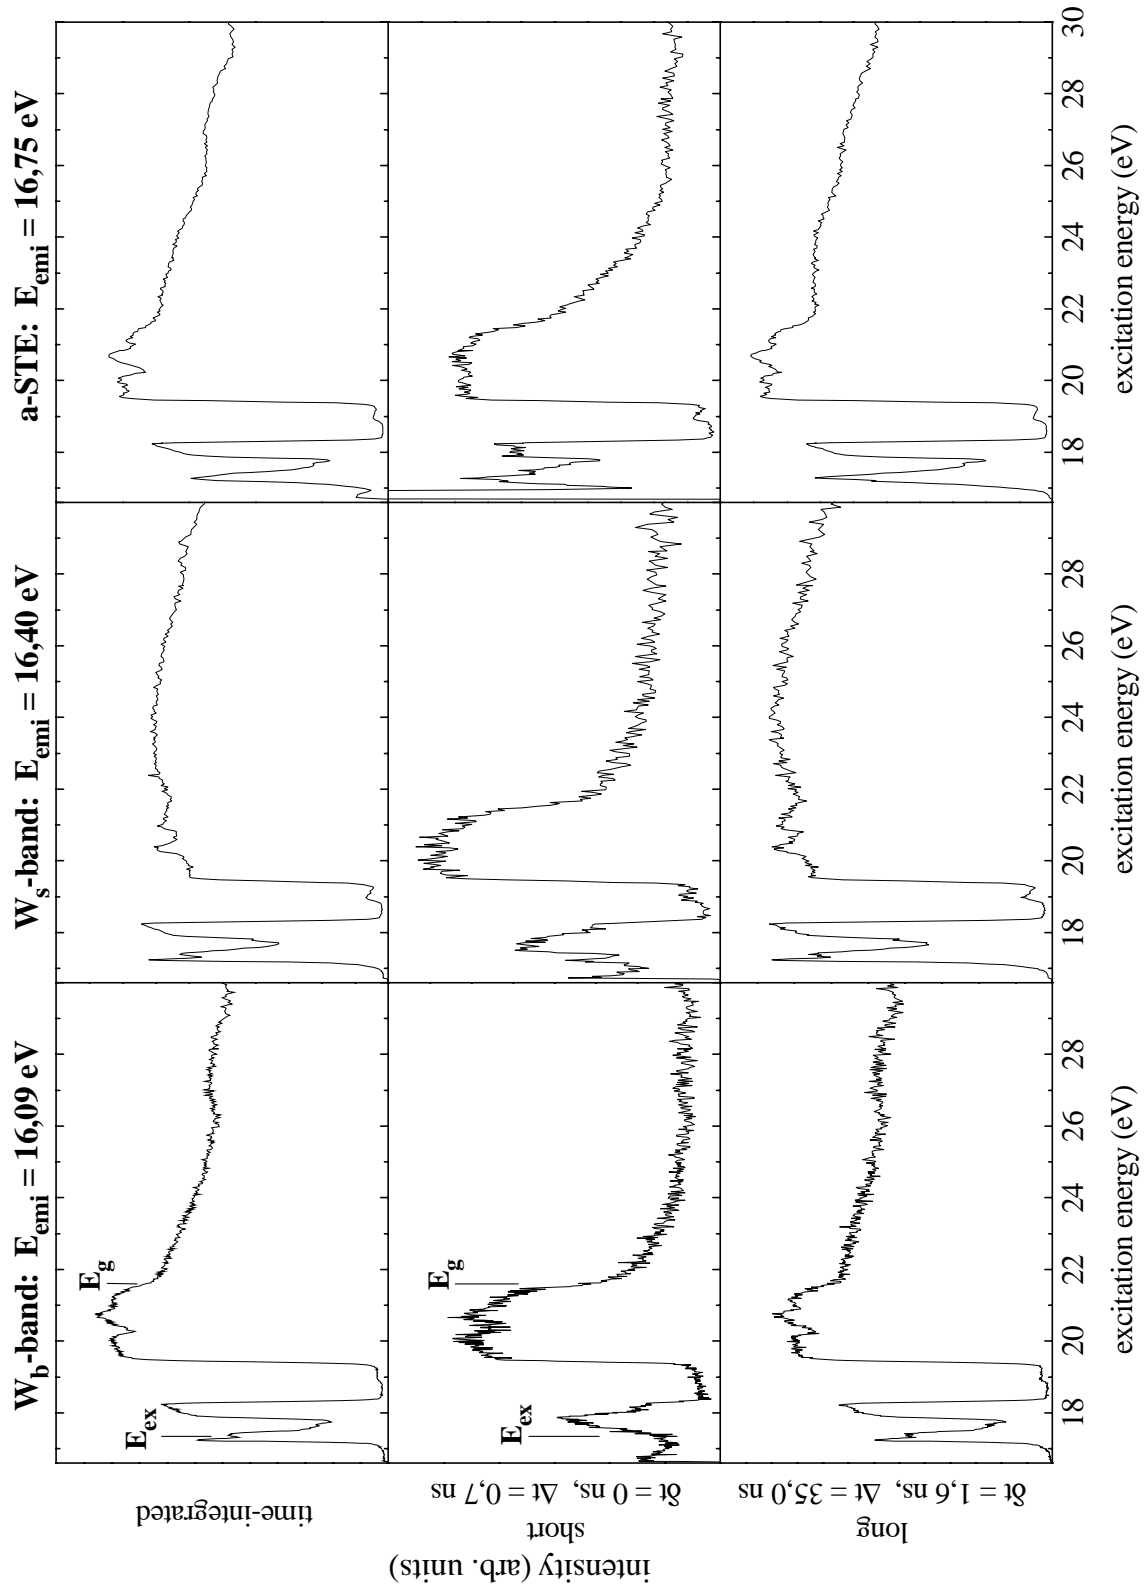 W_b-band: E_emi = 16,09 eV
W_s-band: E_emi = 16,40 eV
a-STE: E_emi = 16,75 eV
E_ex
E_g
E_ex
E_g
intensity (arb. units)
time-integrated
short
δt = 0 ns, Δt = 0,7 ns
long
δt = 1,6 ns, Δt = 35,0 ns
18 20 22 24 26 28
18 20 22 24 26 28
18 20 22 24 26 28 30
excitation energy (eV)
excitation energy (eV)
excitation energy (eV)